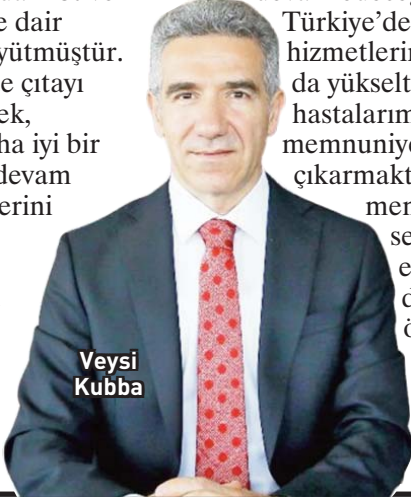 e dair
yütmüştür.
e çıtayı
ek,
ha iyi bir
devam
erini
Türkiye’de
hizmetlerin
da yükselt
hastalarım
memnuniye
çıkarmakt
mer
se
e
d
ö
Veysi
Kubba